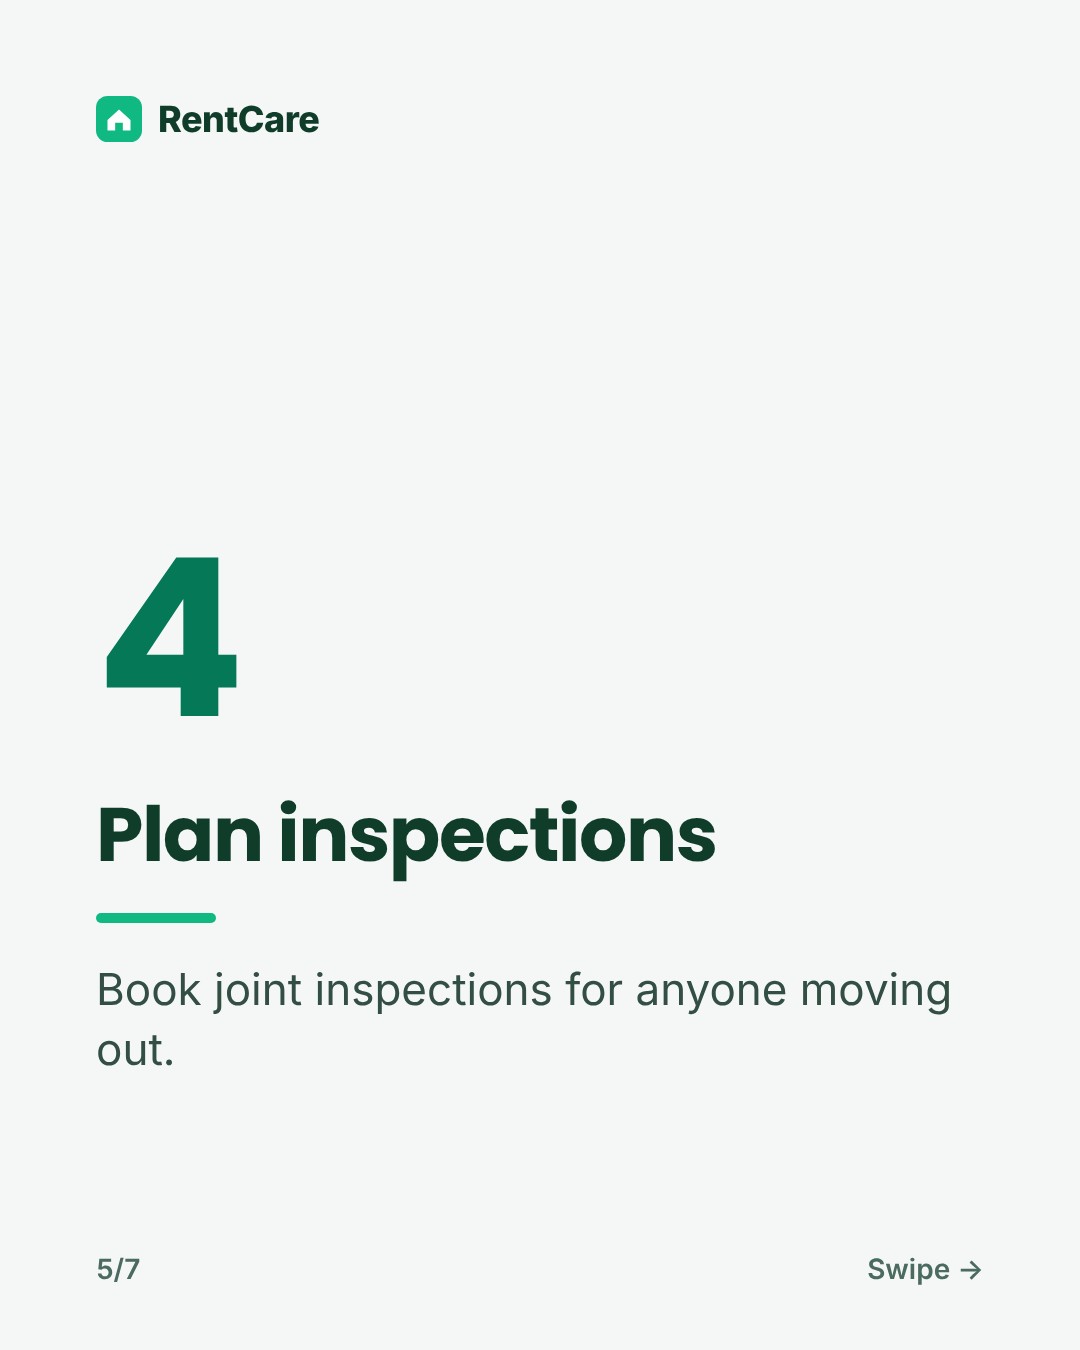 RentCare
4
Plan inspections
Book joint inspections for anyone moving
out.
5/7
Swipe →